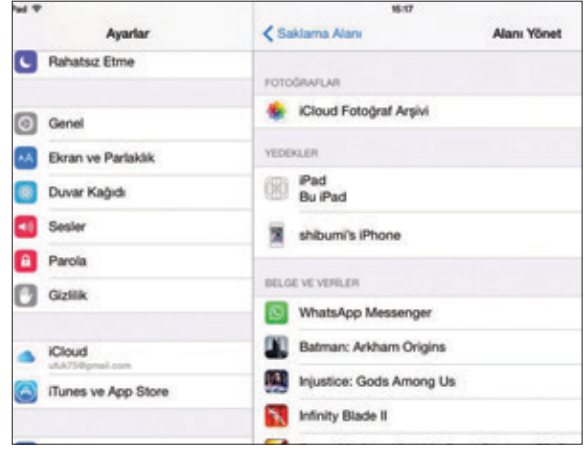 Pad
16:17
Ayarlar
Rahatsız Etme
Genel
Ekran ve Parlaklık
Duvar Kağıdı
Sesler
Parola
Gizlilik
iCloud
iTunes ve App Store
Saklama Alanı
Alanı Yönet
FOTOĞRAFLAR
iCloud Fotoğraf Arşivi
YEDEKLER
iPad
Bu iPad
shibumi's iPhone
BELGE VE VERİLER
WhatsApp Messenger
Batman: Arkham Origins
Injustice: Gods Among Us
Infinity Blade II